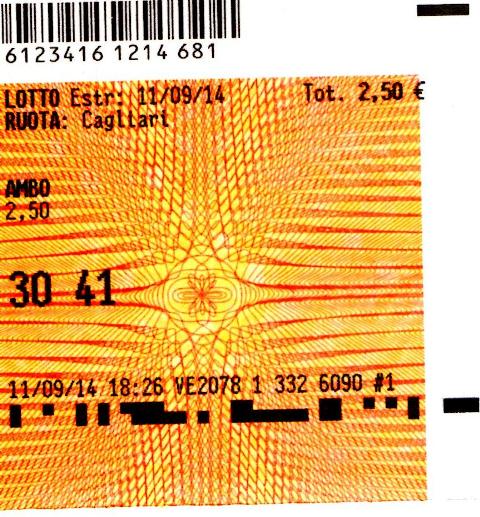 6123416 1214 681
LOTTO Estr: 11/09/14 Tot. 2,50 €
RUOTA: Cagliari
AMBO
2,50
30 41
11/09/14 18:26 VE2078 1 332 6090 #1